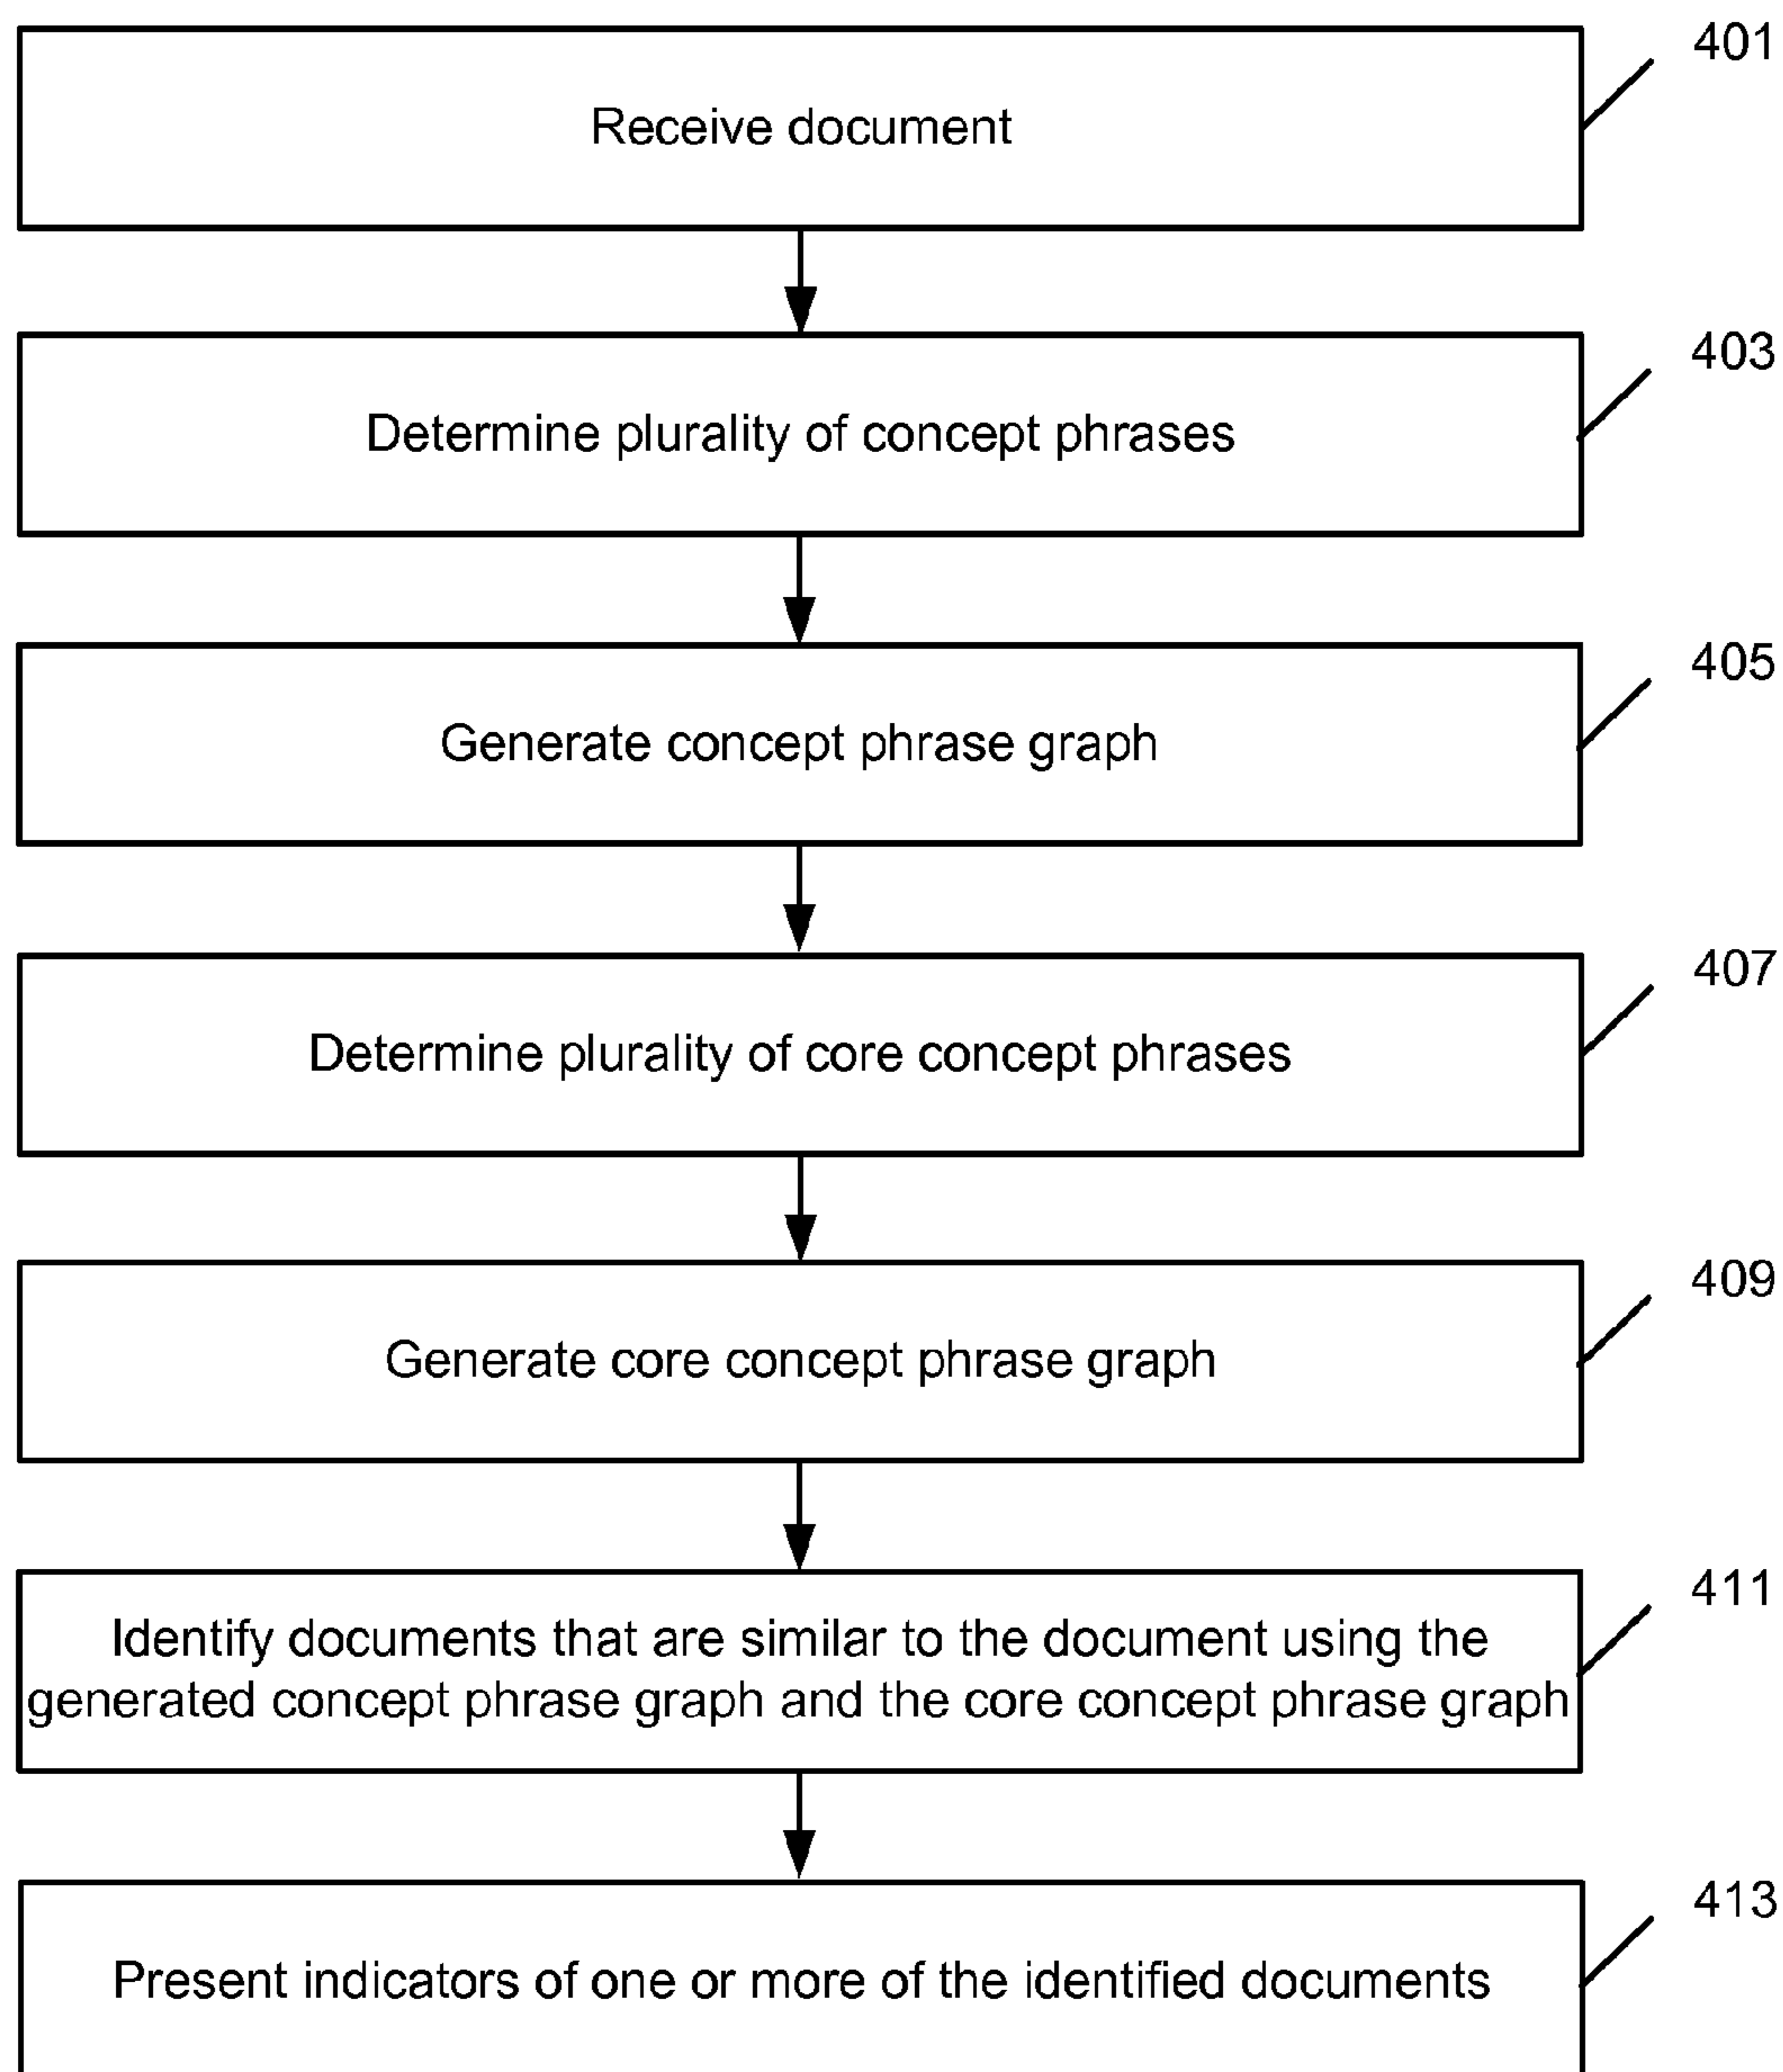 401
Receive document
403
Determine plurality of concept phrases
405
Generate concept phrase graph
407
Determine plurality of core concept phrases
409
Generate core concept phrase graph
411
Identify documents that are similar to the document using the
generated concept phrase graph and the core concept phrase graph
413
Present indicators of one or more of the identified documents